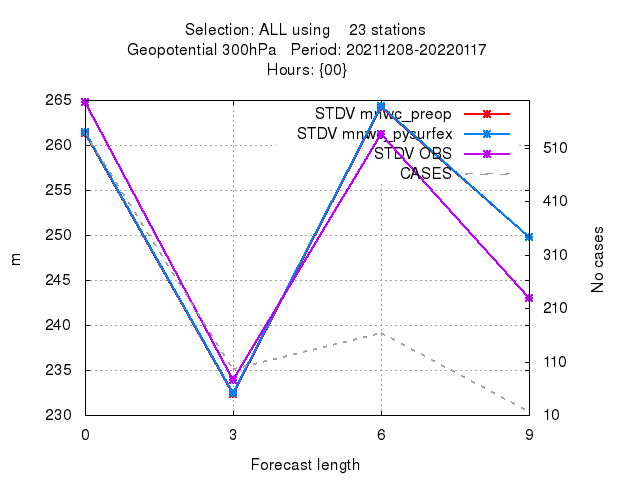 Selection: ALL using 23 stations
Geopotential 300hPa Period: 20211208-20220117
Hours: {00}
STDV mnwc_preop
STDV mnwc_pysurfex
STDV OBS
CASES
265
260
255
250
245
240
235
230
m
510
410
310
210
110
10
No cases
0 3 6 9
Forecast length